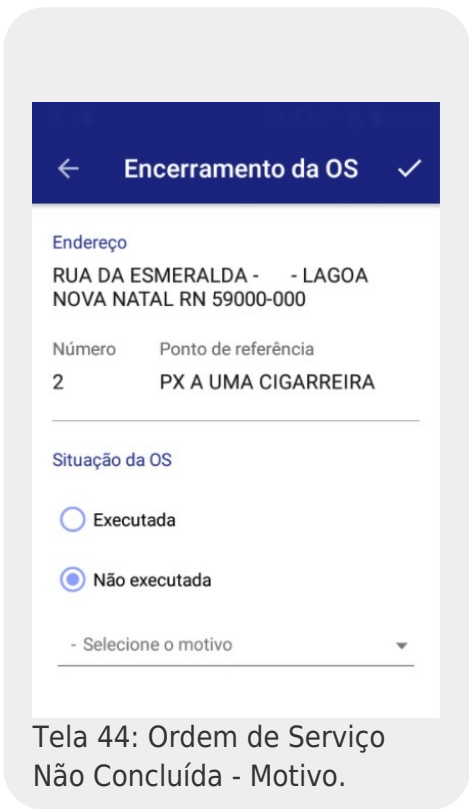 Encerramento da OS
Endereço
RUA DA ESMERALDA - - LAGOA
NOVA NATAL RN 59000-000
Número Ponto de referência
2 PX A UMA CIGARREIRA
Situação da OS
Executada
Não executada
- Selecione o motivo
Tela 44: Ordem de Serviço
Não Concluída - Motivo.